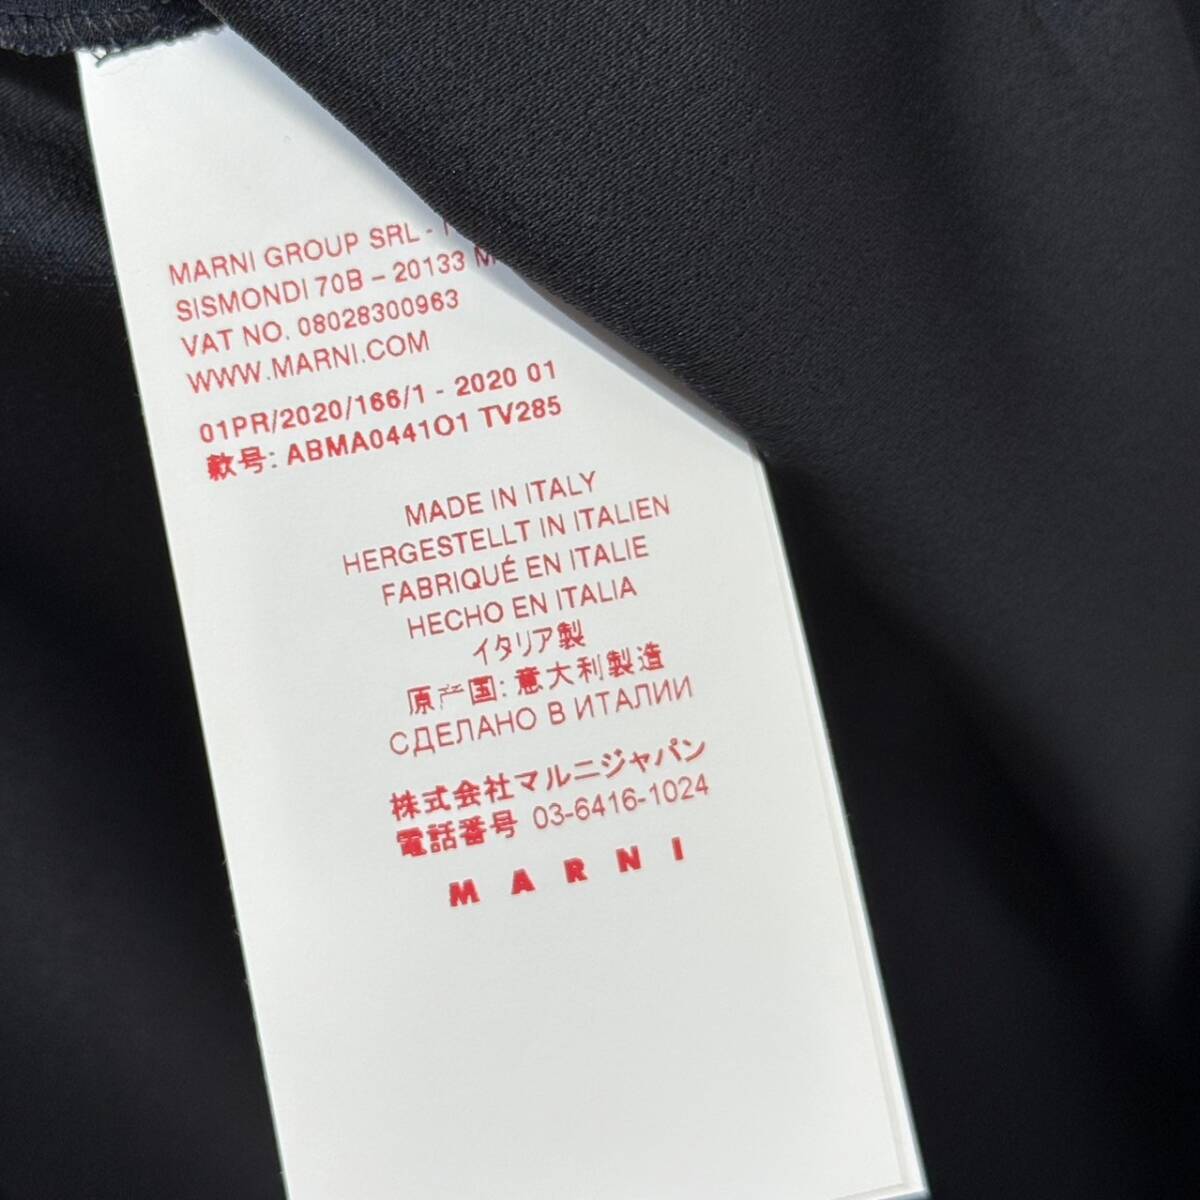 MARNI GROUP SRL -
SISMONDI 70B – 20133
VAT NO. 08028300963
WWW.MARNI.COM
01PR/2020/166/1 - 2020 01
款号: ABMA0441O1 TV285
MADE IN ITALY
HERGESTELLT IN ITALIEN
FABRIQUÉ EN ITALIE
HECHO EN ITALIA
イタリア製
原产国: 意大利製造
СДЕЛАНО В ИТАЛИИ
株式会社マルニジャパン
電話番号 03-6416-1024
MARNI